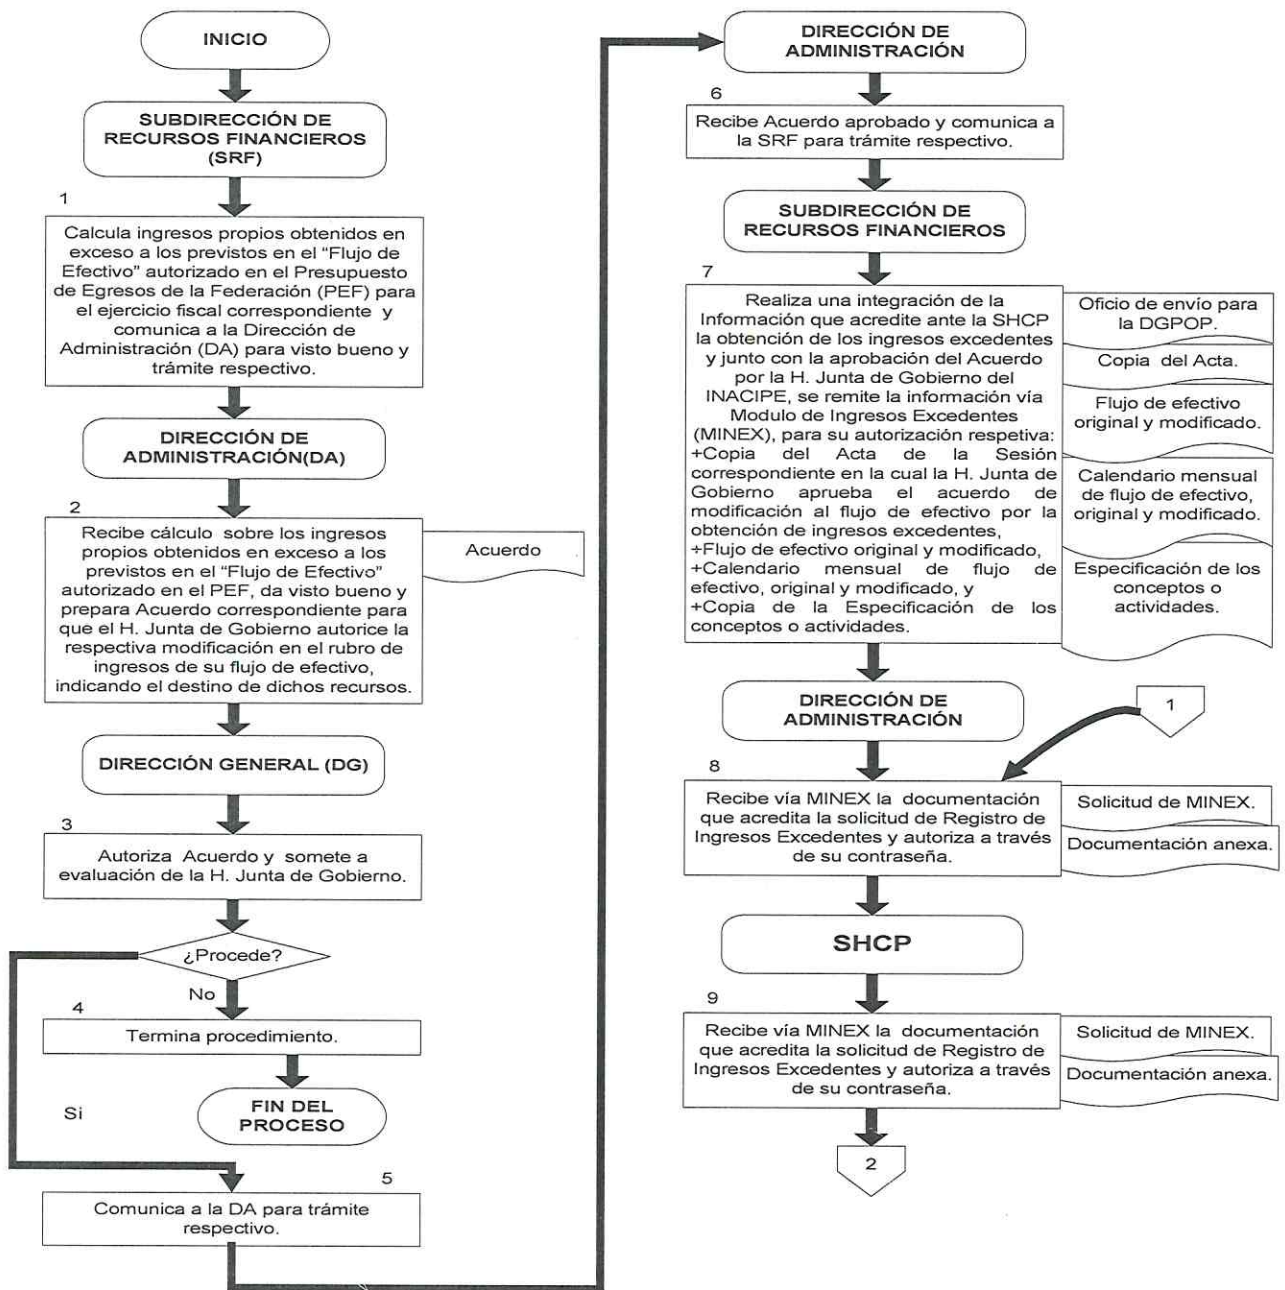 INICIO
SUBDIRECCIÓN DE
RECURSOS FINANCIEROS
(SRF)
1
Calcula ingresos propios obtenidos en
exceso a los previstos en el “Flujo de
Efectivo” autorizado en el Presupuesto
de Egresos de la Federación (PEF) para
el ejercicio fiscal correspondiente y
comunica a la Dirección de
Administración (DA) para visto bueno y
trámite respectivo.
DIRECCIÓN DE
ADMINISTRACIÓN(DA)
2
Recibe cálculo sobre los ingresos
propios obtenidos en exceso a los
previstos en el “Flujo de Efectivo”
autorizado en el PEF, da visto bueno y
prepara Acuerdo correspondiente para
que el H. Junta de Gobierno autorice la
respectiva modificación en el rubro de
ingresos de su flujo de efectivo,
indicando el destino de dichos recursos.
Acuerdo
DIRECCIÓN GENERAL (DG)
3
Autoriza Acuerdo y somete a
evaluación de la H. Junta de Gobierno.
¿Procede?
No
4
Termina procedimiento.
FIN DEL
PROCESO
Si
5
Comunica a la DA para trámite
respectivo.
DIRECCIÓN DE
ADMINISTRACIÓN
6
Recibe Acuerdo aprobado y comunica a
la SRF para trámite respectivo.
SUBDIRECCIÓN DE
RECURSOS FINANCIEROS
7
Realiza una integración de la
Información que acredite ante la SHCP
la obtención de los ingresos excedentes
y junto con la aprobación del Acuerdo
por la H. Junta de Gobierno del
INACIPE, se remite la información vía
Modulo de Ingresos Excedentes
(MINEX), para su autorización respetiva:
+Copia del Acta de la Sesión
correspondiente en la cual la H. Junta de
Gobierno aprueba el acuerdo de
modificación al flujo de efectivo por la
obtención de ingresos excedentes,
+Flujo de efectivo original y modificado,
+Calendario mensual de flujo de
efectivo, original y modificado, y
+Copia de la Especificación de los
conceptos o actividades.
Oficio de envío para
la DGPOP.
Copia del Acta.
Flujo de efectivo
original y modificado.
Calendario mensual
de flujo de efectivo,
original y modificado.
Especificación de los
conceptos o
actividades.
DIRECCIÓN DE
ADMINISTRACIÓN
1
8
Recibe vía MINEX la documentación
que acredita la solicitud de Registro de
Ingresos Excedentes y autoriza a través
de su contraseña.
Solicitud de MINEX.
Documentación anexa.
SHCP
9
Recibe vía MINEX la documentación
que acredita la solicitud de Registro de
Ingresos Excedentes y autoriza a través
de su contraseña.
Solicitud de MINEX.
Documentación anexa.
2